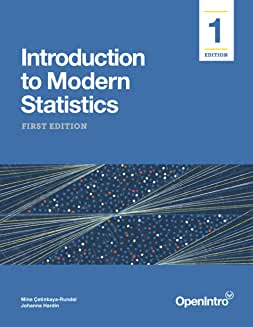 1
EDITION
Introduction
to Modern
Statistics
FIRST EDITION
Mine Çetinkaya-Rundel
Johanna Hardin
OpenIntro